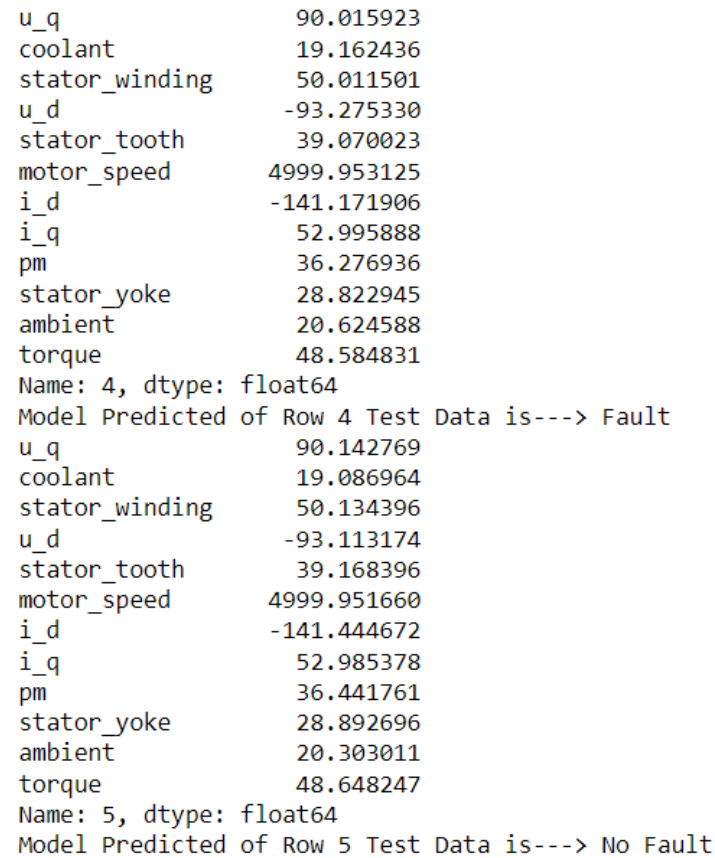 u_q 90.015923
coolant 19.162436
stator_winding 50.011501
u_d -93.275330
stator_tooth 39.070023
motor_speed 4999.953125
i_d -141.171906
i_q 52.995888
pm 36.276936
stator_yoke 28.822945
ambient 20.624588
torque 48.584831
Name: 4, dtype: float64
Model Predicted of Row 4 Test Data is---> Fault
u_q 90.142769
coolant 19.086964
stator_winding 50.134396
u_d -93.113174
stator_tooth 39.168396
motor_speed 4999.951660
i_d -141.444672
i_q 52.985378
pm 36.441761
stator_yoke 28.892696
ambient 20.303011
torque 48.648247
Name: 5, dtype: float64
Model Predicted of Row 5 Test Data is---> No Fault